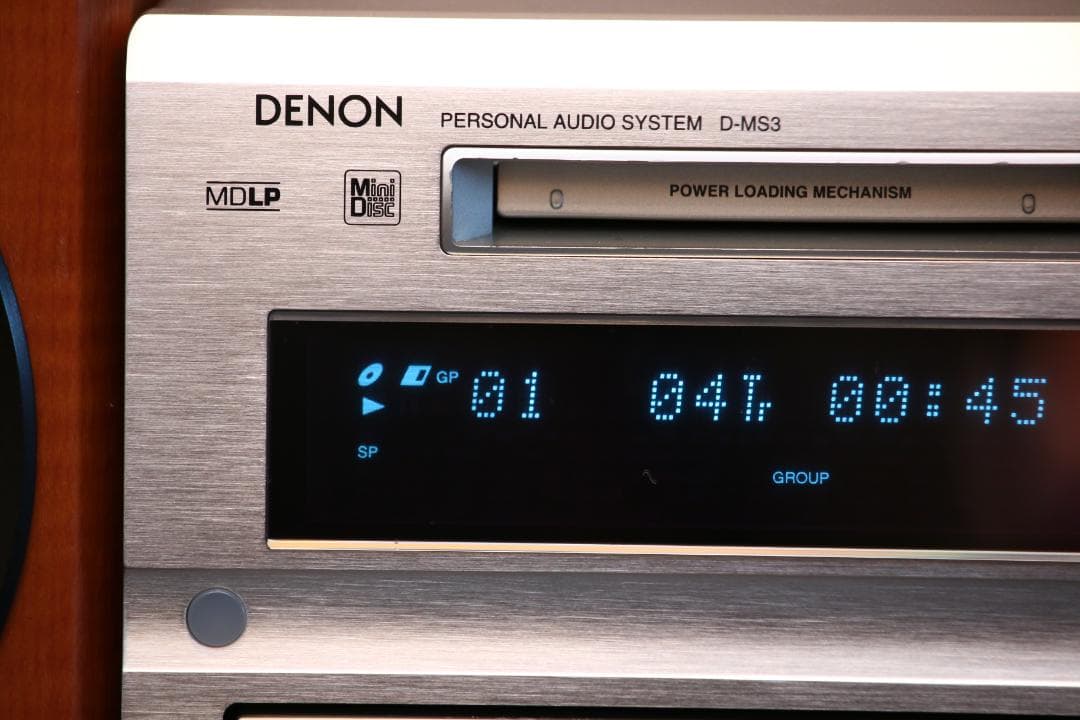 DENON PERSONAL AUDIO SYSTEM D-MS3
MDLP
Mini Disc
POWER LOADING MECHANISM
GP 01 04Tr 00:45
SP
GROUP